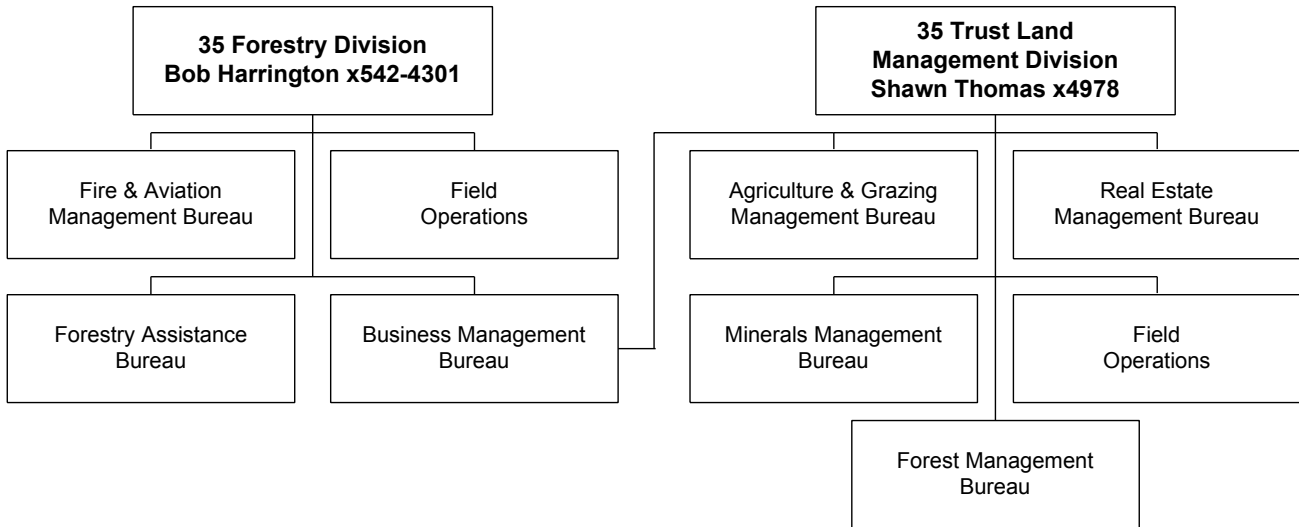 35 Forestry Division
Bob Harrington x542-4301
35 Trust Land
Management Division
Shawn Thomas x4978
Fire & Aviation
Management Bureau
Field
Operations
Agriculture & Grazing
Management Bureau
Real Estate
Management Bureau
Forestry Assistance
Bureau
Business Management
Bureau
Minerals Management
Bureau
Field
Operations
Forest Management
Bureau